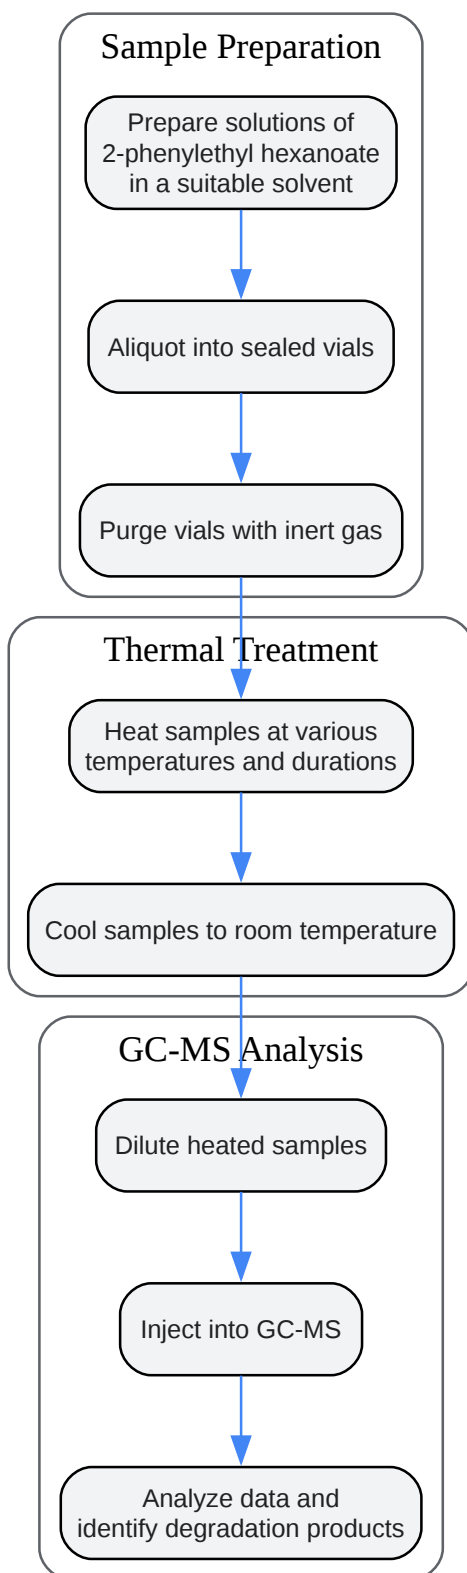 Sample Preparation
Prepare solutions of
2-phenylethyl hexanoate
in a suitable solvent
Aliquot into sealed vials
Purge vials with inert gas
Thermal Treatment
Heat samples at various
temperatures and durations
Cool samples to room temperature
GC-MS Analysis
Dilute heated samples
Inject into GC-MS
Analyze data and
identify degradation products